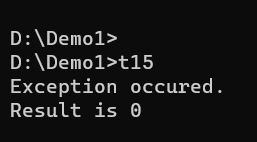 D:\Demo1>
D:\Demo1>t15
Exception occured.
Result is 0